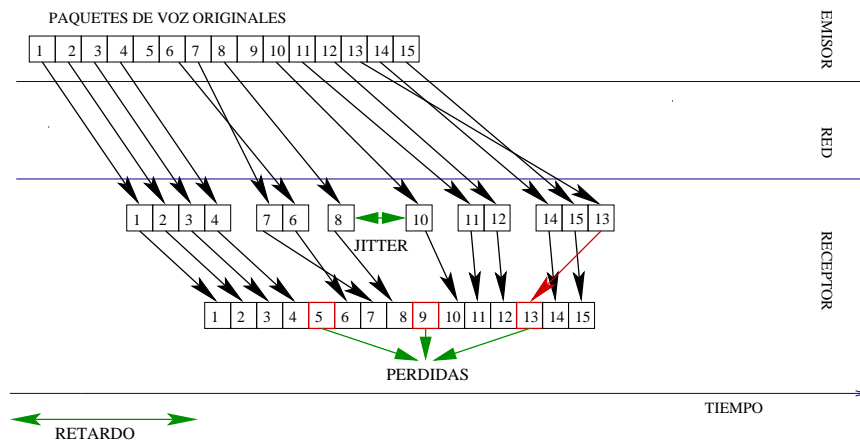 PAQUETES DE VOZ ORIGINALES
1 2 3 4 5 6 7 8 9 10 11 12 13 14 15
EMISOR
RED
1 2 3 4 7 6 8 10 11 12 14 15 13
JITTER
RECEPTOR
1 2 3 4 5 6 7 8 9 10 11 12 13 14 15
PERDIDAS
TIEMPO
RETARDO